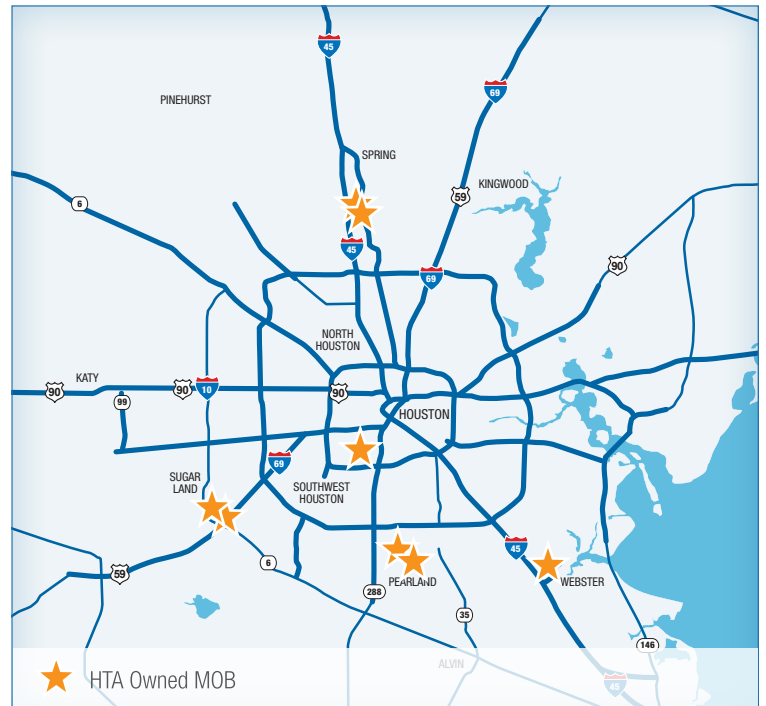 45
69
PINEHURST
SPRING
KINGWOOD
59
6
45
69
90
NORTH
HOUSTON
KATY
90
90
10
90
99
HOUSTON
69
SUGAR
LAND
SOUTHWEST
HOUSTON
45
59
6
PEARLAND
WEBSTER
288
35
146
ALVIN
45
HTA Owned MOB